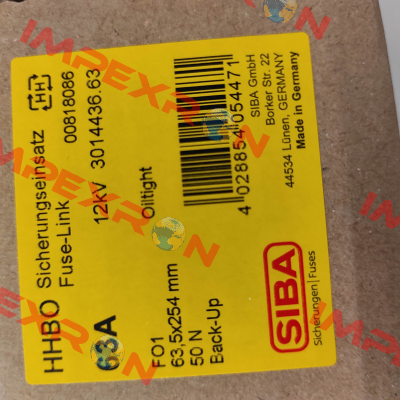 HHBO Sicherungseinsatz HH
Fuse-Link 00818086
63A 12kV 3014436.63
FO1 Oiltight
63,5x254 mm
50 N
Back-Up
4 028854 054471
SIBA GmbH
Borker Str. 22
44534 Lünen, GERMANY
Made in Germany
SIBA
Sicherungen | Fuses
IMPEXRON